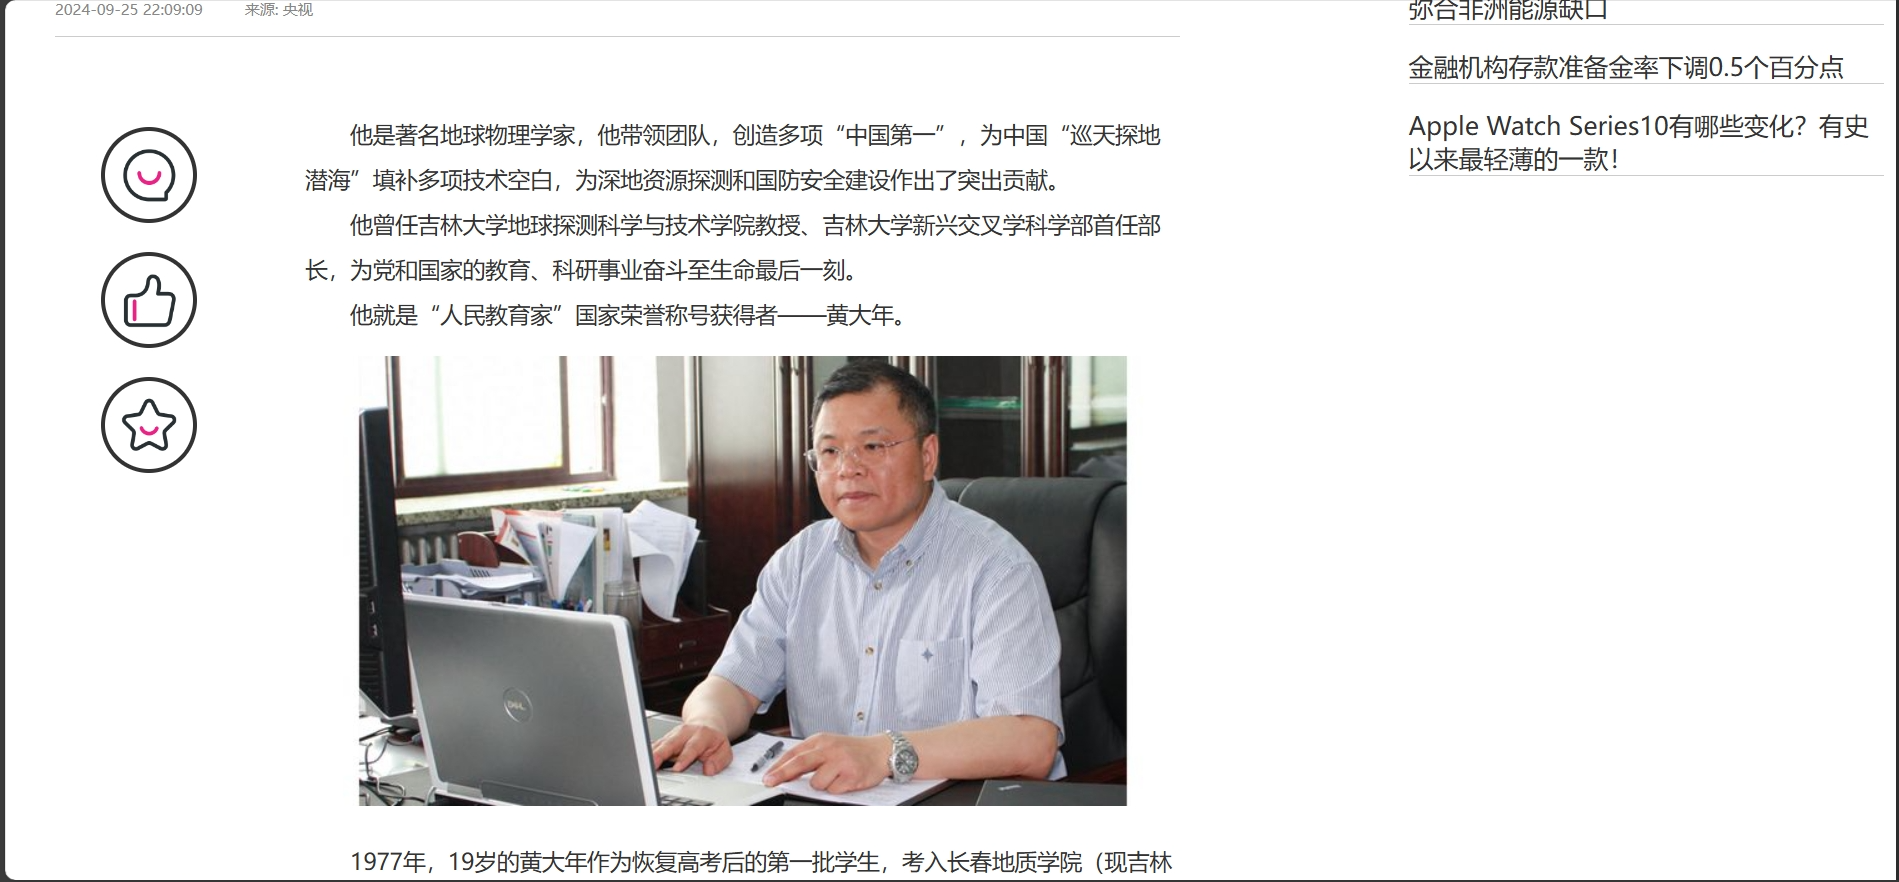 2024-09-25 22:09:09 来源: 央视
弥合非洲能源缺口
金融机构存款准备金率下调0.5个百分点
Apple Watch Series10有哪些变化？有史
以来最轻薄的一款！
他是著名地球物理学家，他带领团队，创造多项“中国第一”，为中国“巡天探地
潜海”填补多项技术空白，为深地资源探测和国防安全建设作出了突出贡献。
他曾任吉林大学地球探测科学与技术学院教授、吉林大学新兴交叉学科学部首任部
长，为党和国家的教育、科研事业奋斗至生命最后一刻。
他就是“人民教育家”国家荣誉称号获得者——黄大年。
DELL
1977年，19岁的黄大年作为恢复高考后的第一批学生，考入长春地质学院（现吉林